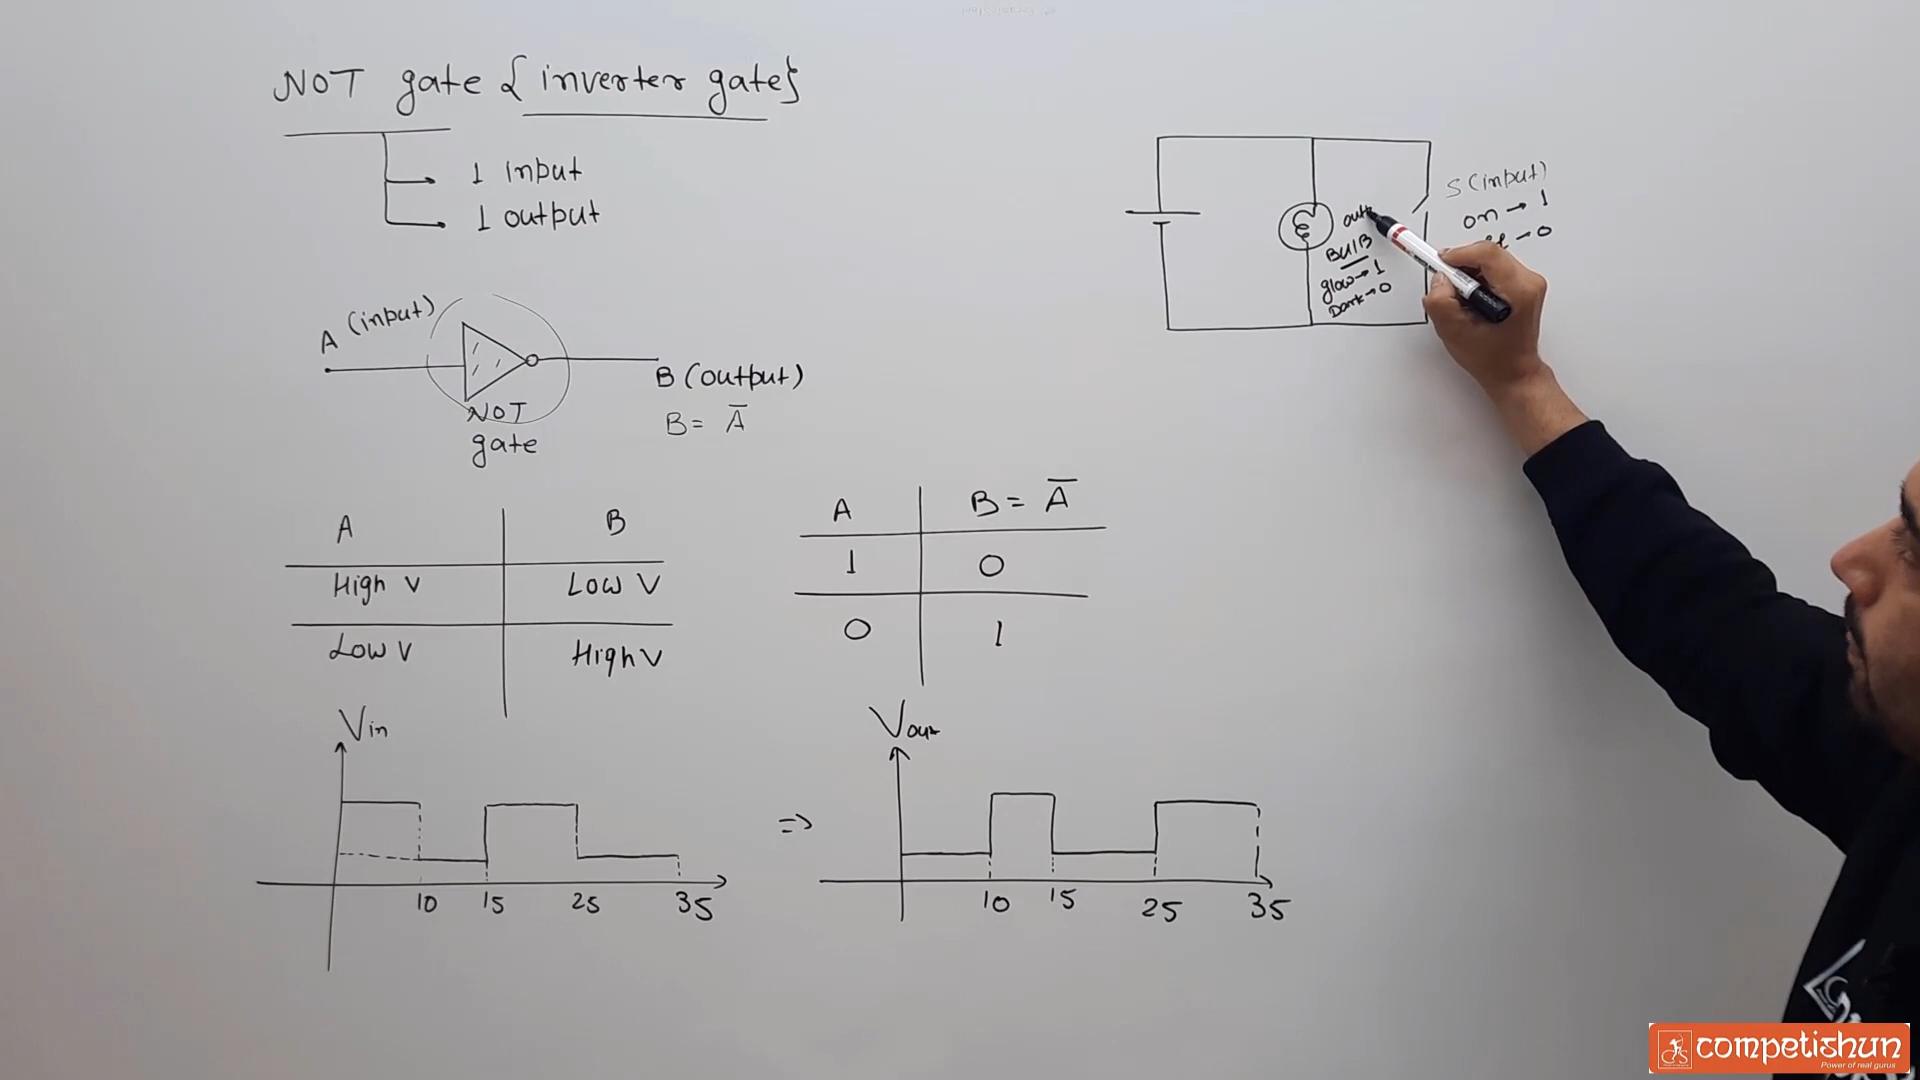 NOT gate {inverter gate}
1 input
1 output
A (input)
NOT
gate
B (output)
B = A̅
A B
High V Low V
Low V High V
A B = A̅
1 0
0 1
Vin
10 15 25 35
=>
Vout
10 15 25 35
S (input)
on → 1
→ 0
BUlB
glow → 1
Dark → 0
competishun
Power of real gurus